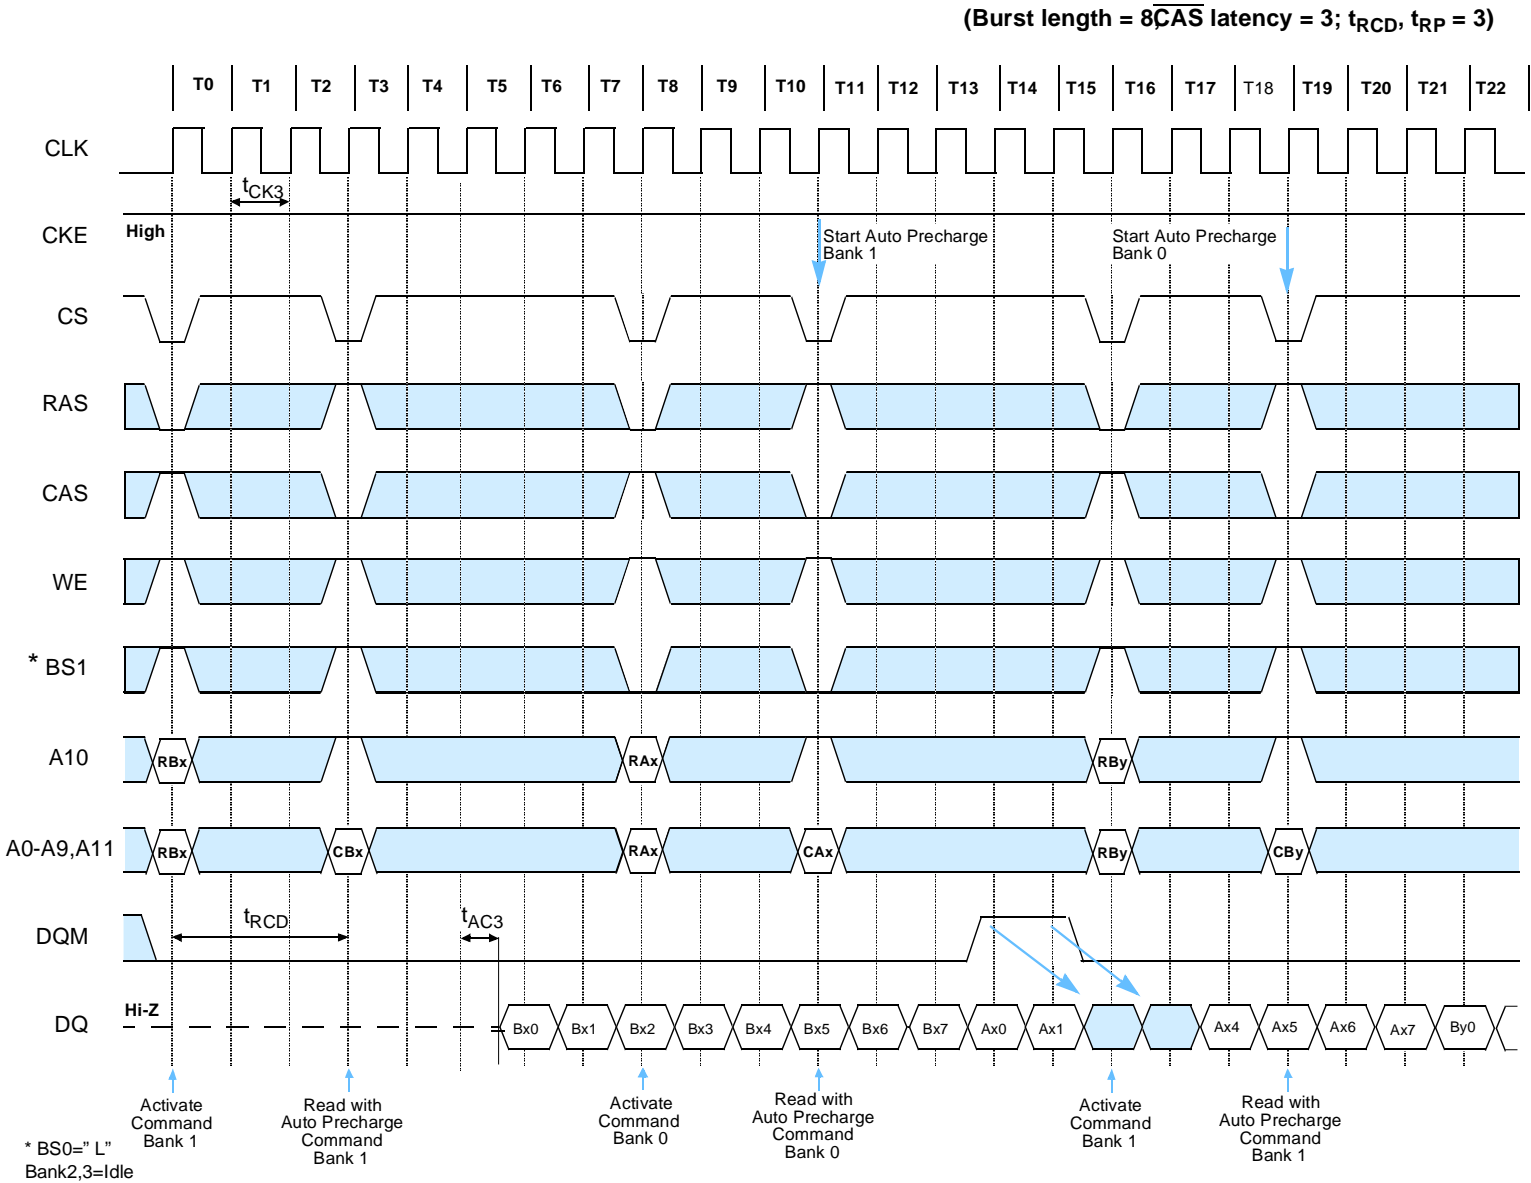 (Burst length = 8, CAS latency = 3; tRCD, tRP = 3)
T0 T1 T2 T3 T4 T5 T6 T7 T8 T9 T10 T11 T12 T13 T14 T15 T16 T17 T18 T19 T20 T21 T22
CLK
tCK3
CKE
High
Start Auto Precharge
Bank 1
Start Auto Precharge
Bank 0
CS
RAS
CAS
WE
* BS1
A10
RBx RAx RBy
A0-A9,A11
RBx CBx RAx CAx RBy CBy
DQM
tRCD
tAC3
DQ
Hi-Z
Bx0 Bx1 Bx2 Bx3 Bx4 Bx5 Bx6 Bx7 Ax0 Ax1 Ax4 Ax5 Ax6 Ax7 By0
Activate
Command
Bank 1
Read with
Auto Precharge
Command
Bank 1
Activate
Command
Bank 0
Read with
Auto Precharge
Command
Bank 0
Activate
Command
Bank 1
Read with
Auto Precharge
Command
Bank 1
* BS0=” L”
Bank2,3=Idle